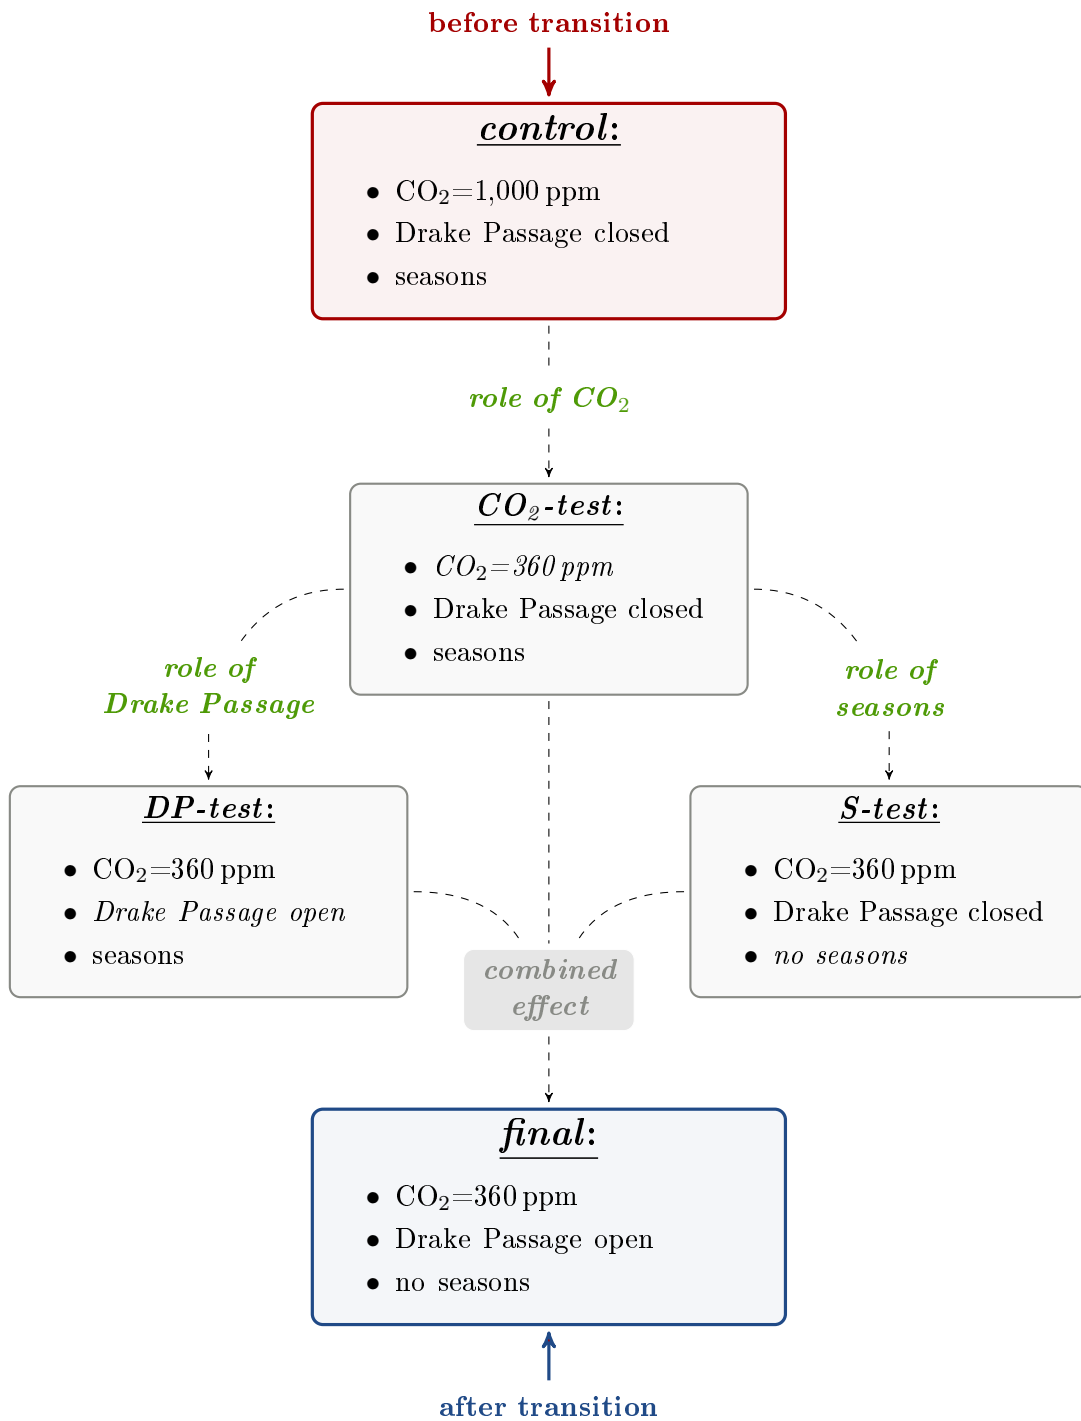 before transition
control:
• CO₂=1,000 ppm
• Drake Passage closed
• seasons
role of CO₂
CO₂-test:
• CO₂=360 ppm
• Drake Passage closed
• seasons
role of
Drake Passage
role of
seasons
DP-test:
• CO₂=360 ppm
• Drake Passage open
• seasons
S-test:
• CO₂=360 ppm
• Drake Passage closed
• no seasons
combined
effect
final:
• CO₂=360 ppm
• Drake Passage open
• no seasons
after transition